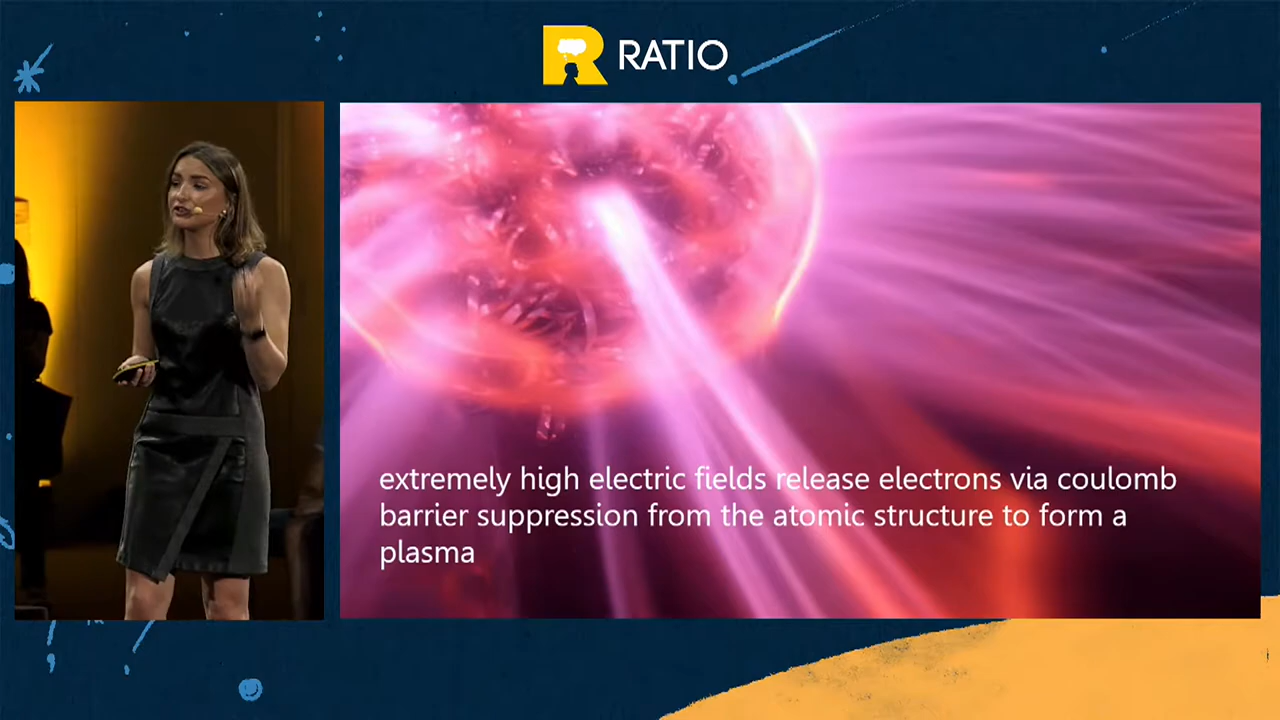 RATIO
extremely high electric fields release electrons via coulomb
barrier suppression from the atomic structure to form a
plasma